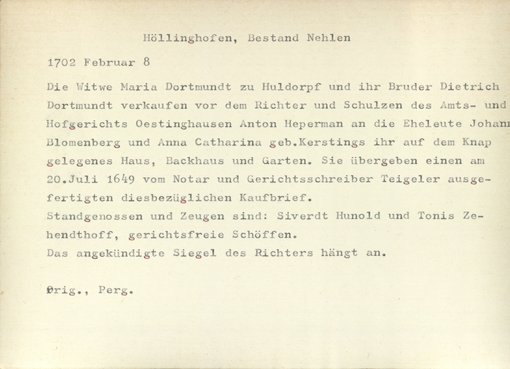 Höllinghofen, Bestand Nehlen
1702 Februar 8
Die Witwe Maria Dortmundt zu Huldorpf und ihr Bruder Dietrich
Dortmundt verkaufen vor dem Richter und Schulzen des Amts- und
Hofgerichts Oestinghausen Anton Heperman an die Eheleute Johann
Blomenberg und Anna Catharina geb.Kerstings ihr auf dem Knap
gelegenes Haus, Backhaus und Garten. Sie übergeben einen am
20.Juli 1649 vom Notar und Gerichtsschreiber Teigeler ausge-
fertigten diesbezüglichen Kaufbrief.
Standgenossen und Zeugen sind: Siverdt Hunold und Tonis Ze-
hendthoff, gerichtsfreie Schöffen.
Das angekündigte Siegel des Richters hängt an.
Orig., Perg.